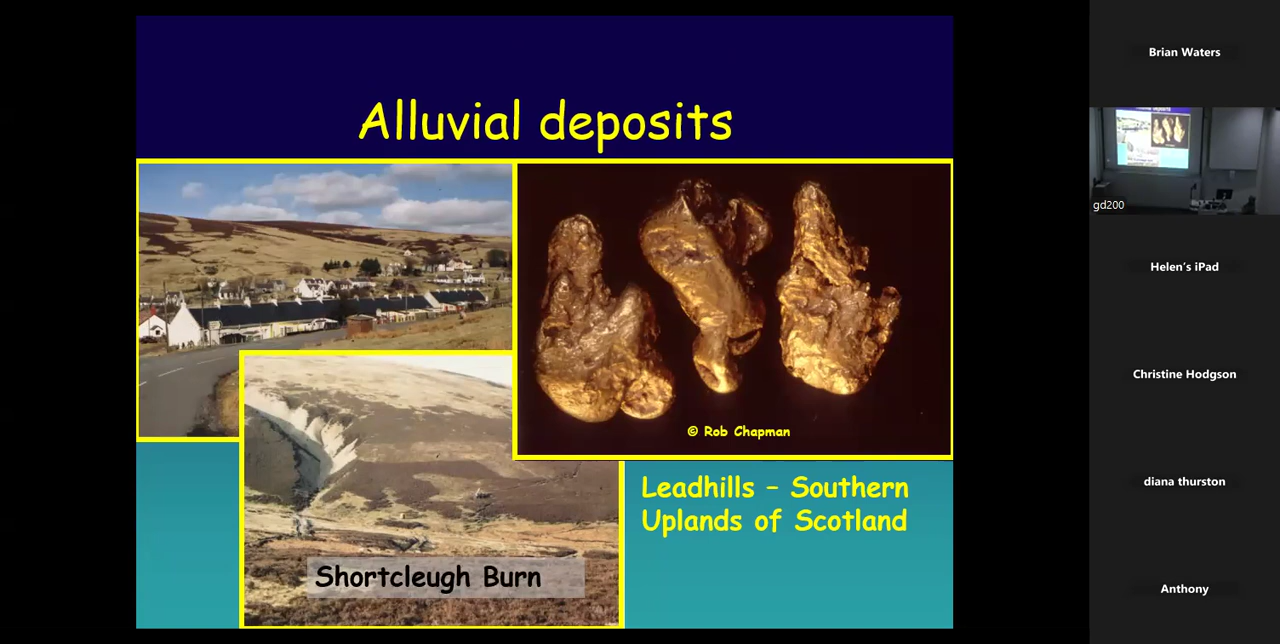 Alluvial deposits
© Rob Chapman
Leadhills – Southern
Uplands of Scotland
Shortcleugh Burn
Brian Waters
gd200
Helen's iPad
Christine Hodgson
diana thurston
Anthony